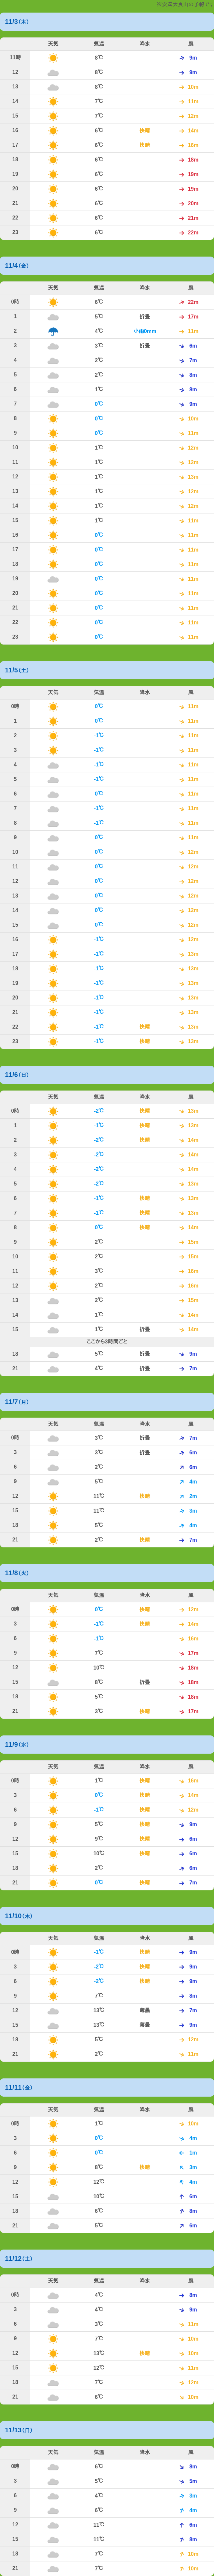 11/3（木）
天気 気温 降水 風
11時 8℃ 9m
12 8℃ 9m
13 8℃ 10m
14 7℃ 11m
15 7℃ 12m
16 6℃ 快晴 14m
17 6℃ 快晴 16m
18 6℃ 18m
19 6℃ 19m
20 6℃ 19m
21 6℃ 20m
22 6℃ 21m
23 6℃ 22m
11/4（金）
天気 気温 降水 風
0時 6℃ 22m
1 5℃ 折曇 17m
2 4℃ 小雨0mm 11m
3 3℃ 折曇 6m
4 2℃ 7m
5 2℃ 8m
6 1℃ 8m
7 0℃ 9m
8 0℃ 10m
9 0℃ 11m
10 1℃ 12m
11 1℃ 12m
12 1℃ 13m
13 1℃ 12m
14 1℃ 12m
15 1℃ 11m
16 0℃ 11m
17 0℃ 11m
18 0℃ 11m
19 0℃ 11m
20 0℃ 11m
21 0℃ 11m
22 0℃ 11m
23 0℃ 11m
11/5（土）
天気 気温 降水 風
0時 0℃ 11m
1 0℃ 11m
2 -1℃ 11m
3 -1℃ 11m
4 -1℃ 11m
5 -1℃ 11m
6 0℃ 11m
7 -1℃ 11m
8 -1℃ 11m
9 0℃ 11m
10 0℃ 12m
11 0℃ 12m
12 0℃ 12m
13 0℃ 12m
14 0℃ 12m
15 0℃ 12m
16 -1℃ 12m
17 -1℃ 13m
18 -1℃ 13m
19 -1℃ 13m
20 -1℃ 13m
21 -1℃ 13m
22 -1℃ 快晴 13m
23 -1℃ 快晴 13m
11/6（日）
天気 気温 降水 風
0時 -2℃ 快晴 13m
1 -1℃ 快晴 13m
2 -2℃ 快晴 14m
3 -2℃ 14m
4 -2℃ 14m
5 -2℃ 13m
6 -1℃ 快晴 13m
7 -1℃ 快晴 13m
8 0℃ 快晴 14m
9 2℃ 15m
10 2℃ 15m
11 3℃ 16m
12 2℃ 16m
13 2℃ 15m
14 1℃ 14m
15 1℃ 折曇 14m
ここから3時間ごと
18 5℃ 折曇 9m
21 4℃ 折曇 7m
11/7（月）
天気 気温 降水 風
0時 3℃ 折曇 7m
3 3℃ 折曇 6m
6 2℃ 6m
9 5℃ 4m
12 11℃ 快晴 2m
15 11℃ 3m
18 5℃ 4m
21 2℃ 快晴 7m
11/8（火）
天気 気温 降水 風
0時 0℃ 快晴 12m
3 -1℃ 快晴 14m
6 -1℃ 16m
9 7℃ 17m
12 10℃ 18m
15 8℃ 折曇 18m
18 5℃ 18m
21 3℃ 快晴 17m
11/9（水）
天気 気温 降水 風
0時 1℃ 快晴 16m
3 0℃ 快晴 14m
6 -1℃ 快晴 12m
9 5℃ 快晴 9m
12 9℃ 快晴 6m
15 10℃ 快晴 6m
18 2℃ 6m
21 0℃ 快晴 7m
11/10（木）
天気 気温 降水 風
0時 -1℃ 快晴 9m
3 -2℃ 快晴 9m
6 -2℃ 快晴 9m
9 7℃ 8m
12 13℃ 薄曇 7m
15 13℃ 薄曇 9m
18 5℃ 12m
21 2℃ 11m
11/11（金）
天気 気温 降水 風
0時 1℃ 10m
3 0℃ 4m
6 0℃ 1m
9 8℃ 快晴 3m
12 12℃ 4m
15 10℃ 6m
18 6℃ 8m
21 5℃ 6m
11/12（土）
天気 気温 降水 風
0時 4℃ 8m
3 4℃ 9m
6 3℃ 11m
9 7℃ 10m
12 13℃ 快晴 10m
15 12℃ 11m
18 7℃ 12m
21 6℃ 10m
11/13（日）
天気 気温 降水 風
0時 6℃ 8m
3 5℃ 5m
6 4℃ 3m
9 6℃ 4m
12 11℃ 6m
15 11℃ 8m
18 7℃ 10m
21 7℃ 10m